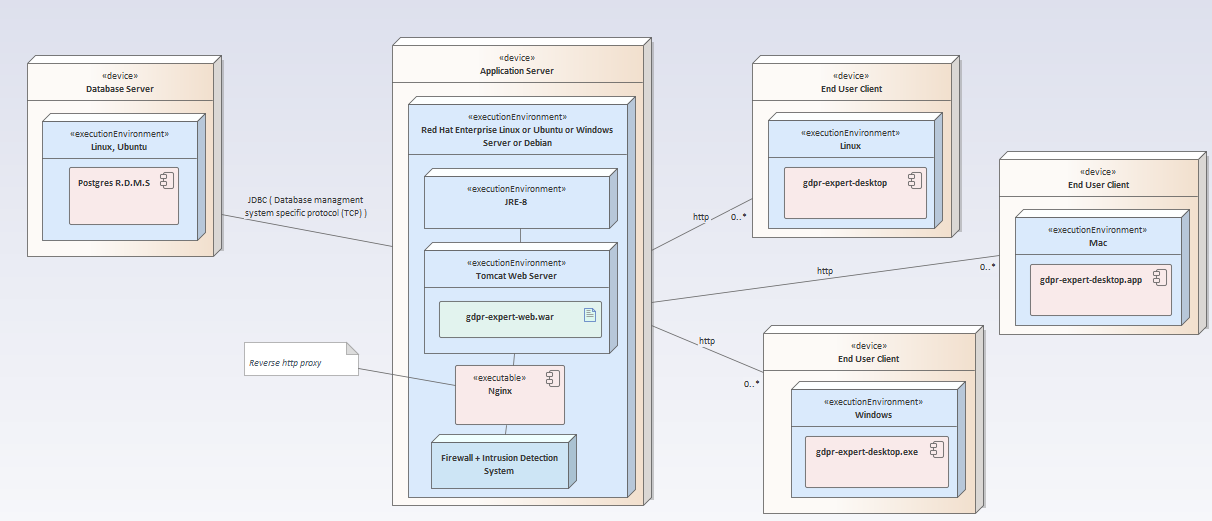 «device»
Database Server
«executionEnvironment»
Linux, Ubuntu
Postgres R.D.M.S
JDBC ( Database managment
system specific protocol (TCP) )
«device»
Application Server
«executionEnvironment»
Red Hat Enterprise Linux or Ubuntu or Windows
Server or Debian
«executionEnvironment»
JRE-8
«executionEnvironment»
Tomcat Web Server
gdpr-expert-web.war
Reverse http proxy
«executable»
Nginx
Firewall + Intrusion Detection
System
http
0..*
«device»
End User Client
«executionEnvironment»
Linux
gdpr-expert-desktop
http
0..*
«device»
End User Client
«executionEnvironment»
Mac
gdpr-expert-desktop.app
http
0..*
«device»
End User Client
«executionEnvironment»
Windows
gdpr-expert-desktop.exe